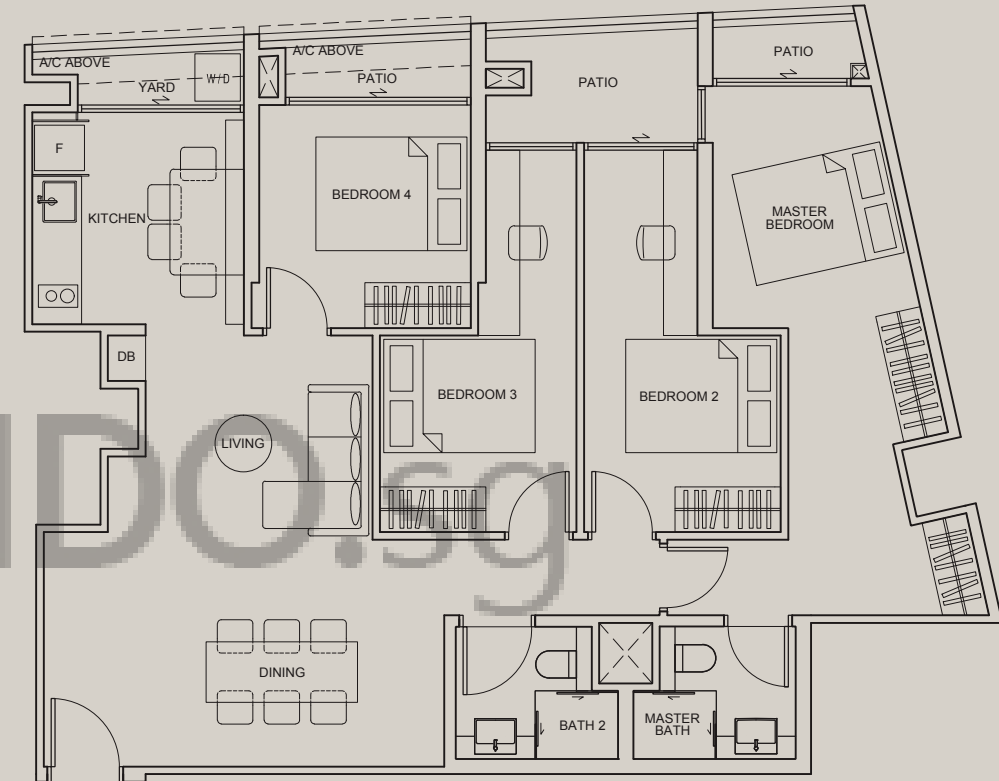 A/C ABOVE
YARD
W/D
A/C ABOVE
PATIO
PATIO
PATIO
F
KITCHEN
BEDROOM 4
MASTER
BEDROOM
DB
LIVING
BEDROOM 3
BEDROOM 2
DINING
BATH 2
MASTER
BATH
NDO.sg